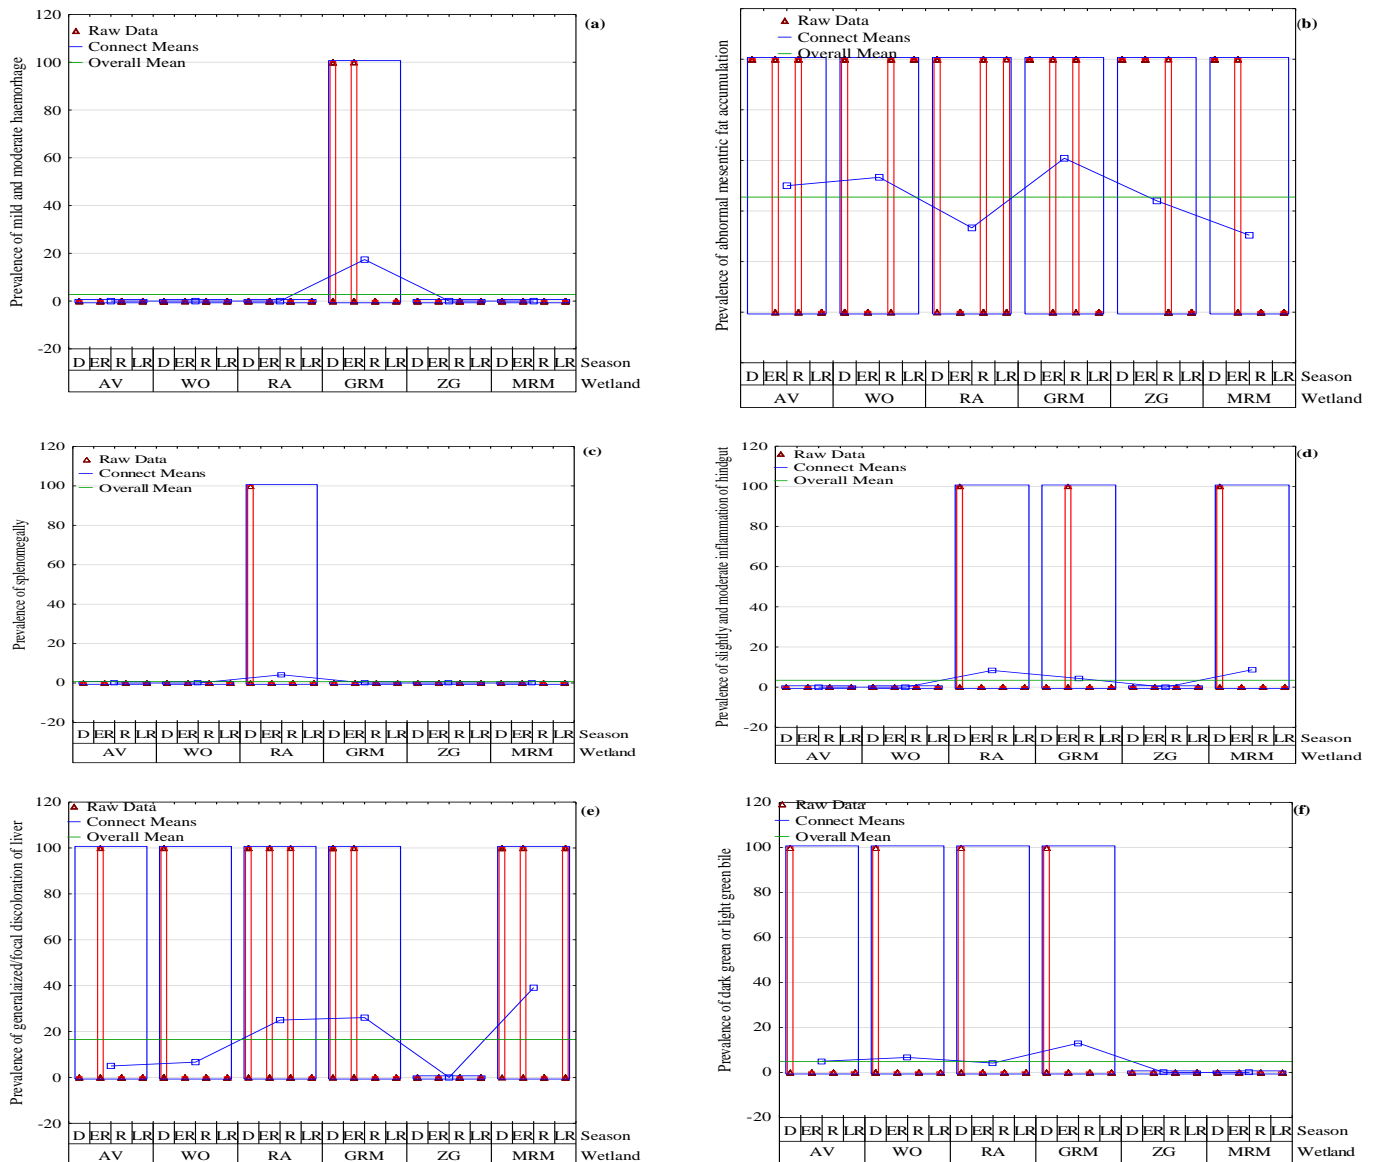 (a)
Raw Data
Connect Means
Overall Mean
Prevalence of mild and moderate haemorhage
120
100
80
60
40
20
0
-20
D ER R LR D ER R LR D ER R LR D ER R LR D ER R LR D ER R LR Season
AV WO RA GRM ZG MRM Wetland
(b)
Raw Data
Connect Means
Overall Mean
Prevalence of abnormal mesentric fat accumulation
D ER R LR D ER R LR D ER R LR D ER R LR D ER R LR D ER R LR Season
AV WO RA GRM ZG MRM Wetland
(c)
Raw Data
Connect Means
Overall Mean
Prevalence of splenomegally
120
100
80
60
40
20
0
-20
D ER R LR D ER R LR D ER R LR D ER R LR D ER R LR D ER R LR Season
AV WO RA GRM ZG MRM Wetland
(d)
Raw Data
Connect Means
Overall Mean
Prevalence of slightly and moderate inflammation of hindgut
120
100
80
60
40
20
0
-20
D ER R LR D ER R LR D ER R LR D ER R LR D ER R LR D ER R LR Season
AV WO RA GRM ZG MRM Wetland
(e)
Raw Data
Connect Means
Overall Mean
Prevalence of generalaized/focal discoloration of liver
120
100
80
60
40
20
0
-20
D ER R LR D ER R LR D ER R LR D ER R LR D ER R LR D ER R LR Season
AV WO RA GRM ZG MRM Wetland
(f)
Raw Data
Connect Means
Overall Mean
Prevalence of dark green or light green bile
120
100
80
60
40
20
0
-20
D ER R LR D ER R LR D ER R LR D ER R LR D ER R LR D ER R LR Season
AV WO RA GRM ZG MRM Wetland